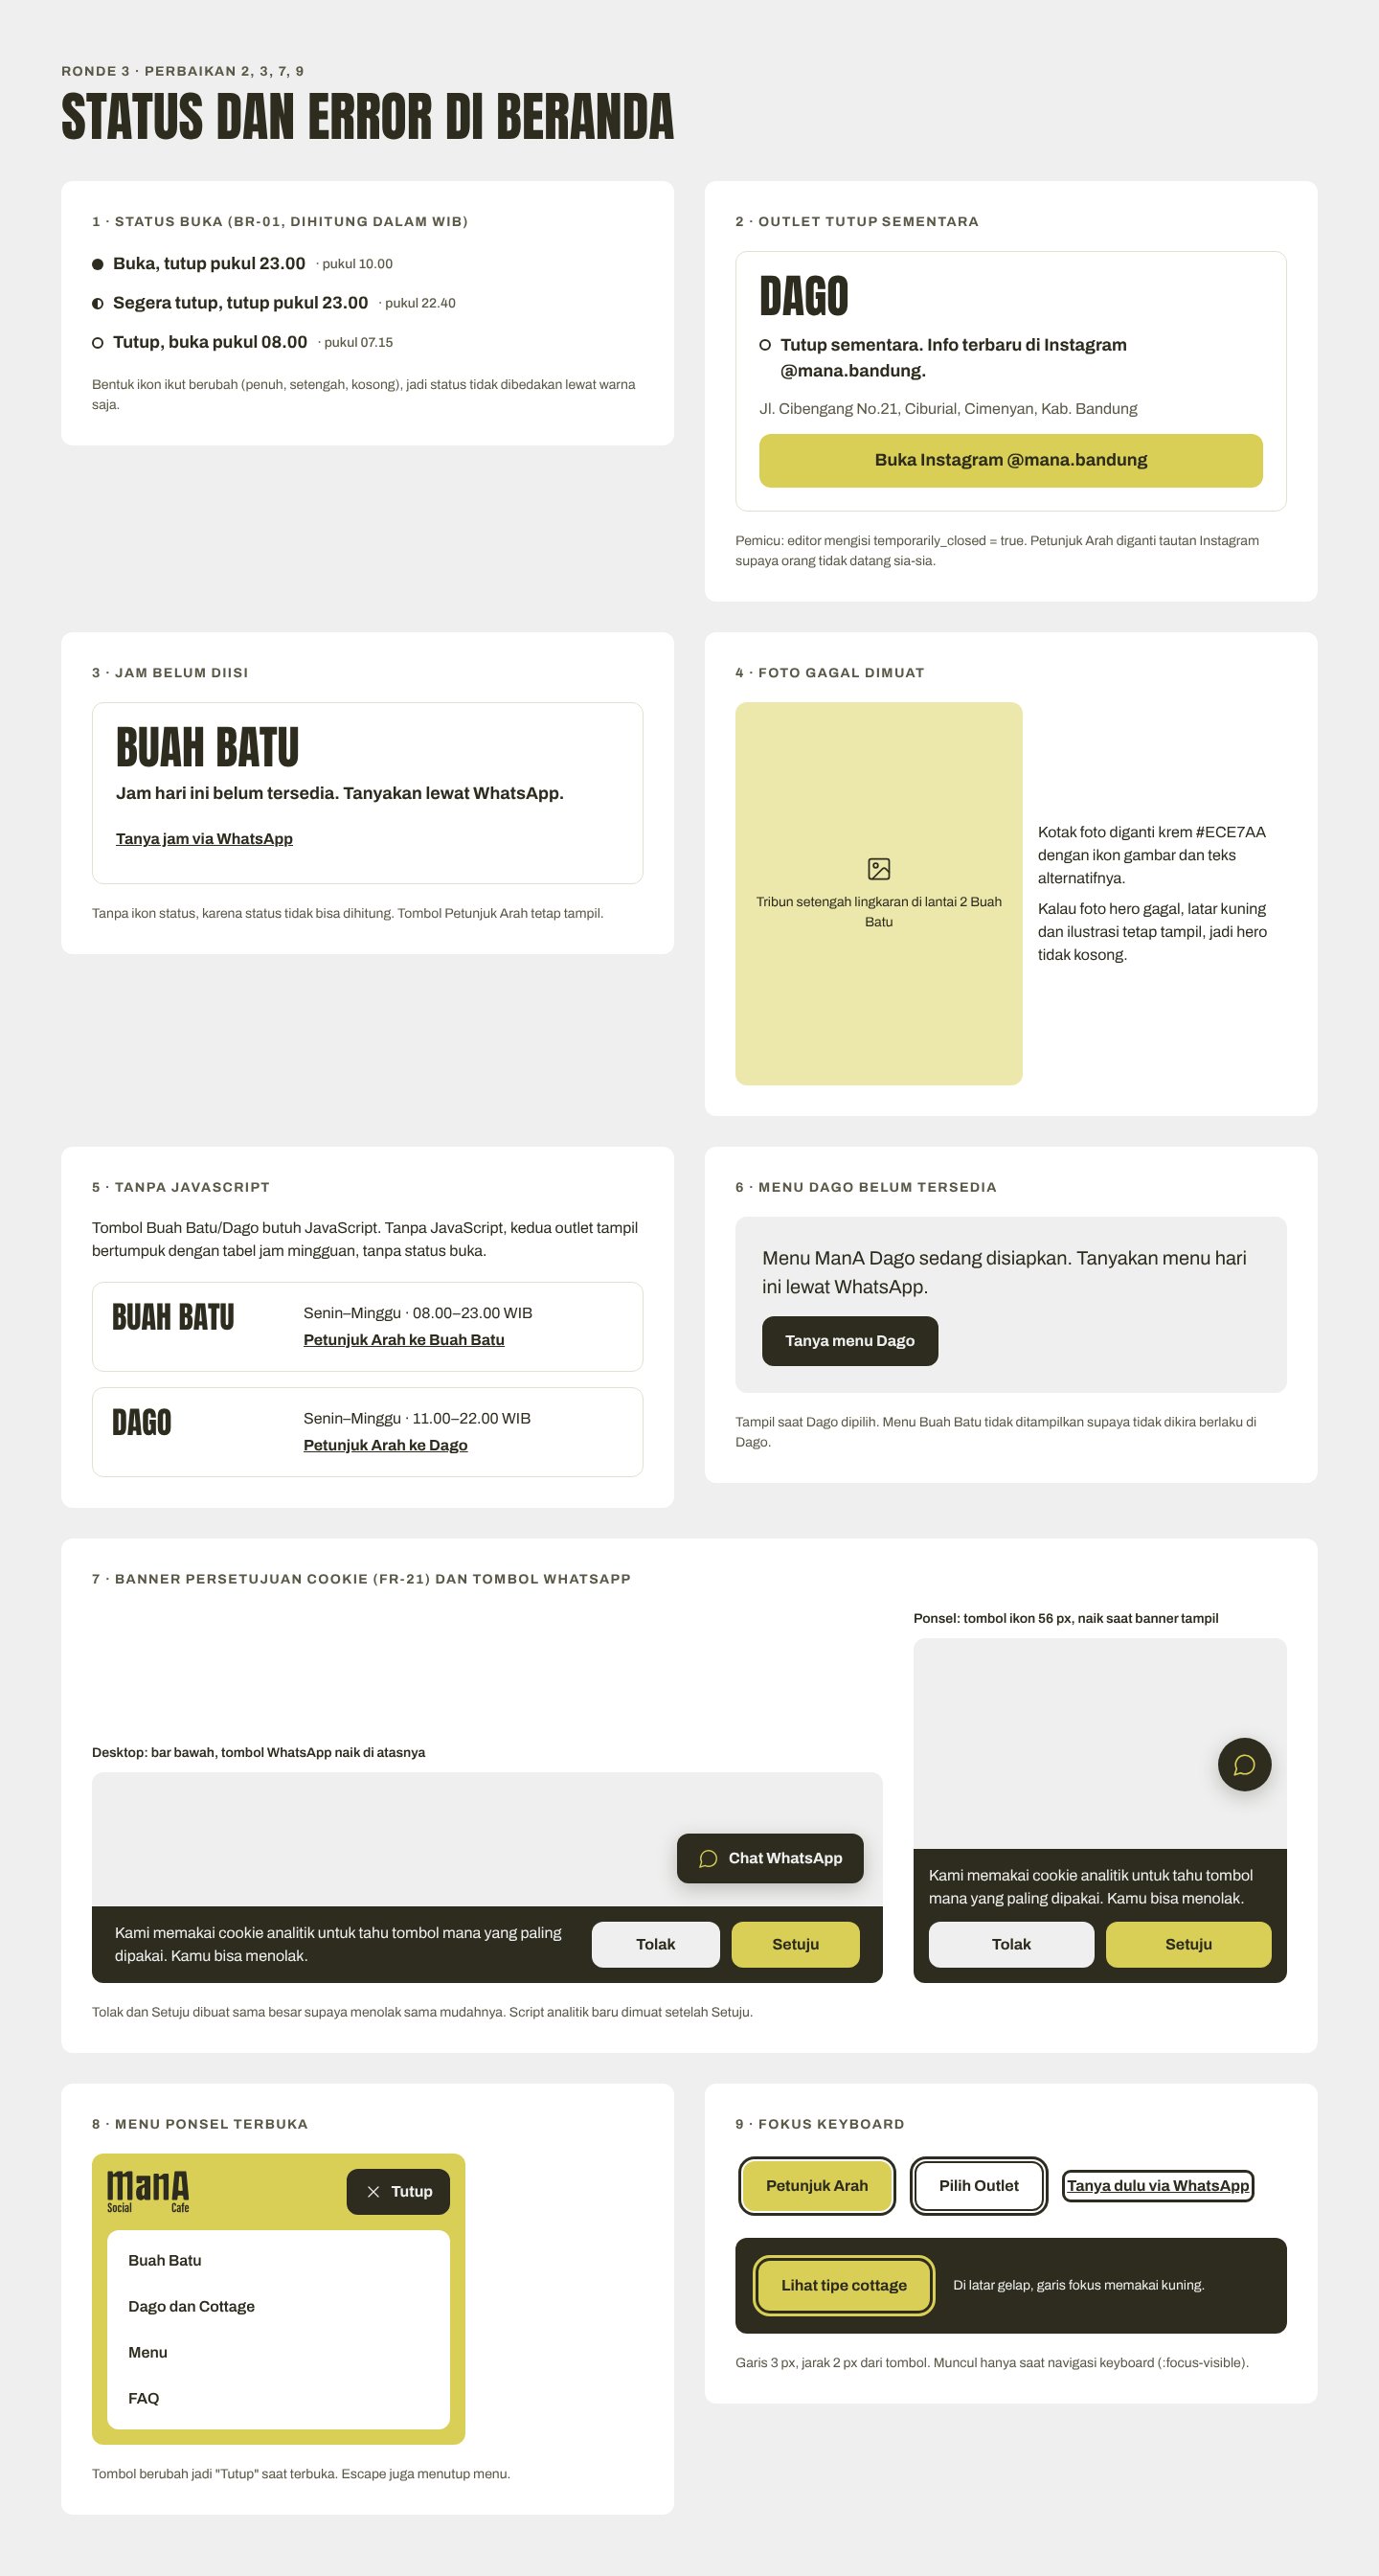 RONDE 3 · PERBAIKAN 2, 3, 7, 9
STATUS DAN ERROR DI BERANDA
1 · STATUS BUKA (BR-01, DIHITUNG DALAM WIB)
Buka, tutup pukul 23.00 · pukul 10.00
Segera tutup, tutup pukul 23.00 · pukul 22.40
Tutup, buka pukul 08.00 · pukul 07.15
Bentuk ikon ikut berubah (penuh, setengah, kosong), jadi status tidak dibedakan lewat warna
saja.
2 · OUTLET TUTUP SEMENTARA
DAGO
Tutup sementara. Info terbaru di Instagram
@mana.bandung.
Jl. Cibengang No.21, Ciburial, Cimenyan, Kab. Bandung
Buka Instagram @mana.bandung
Pemicu: editor mengisi temporarily_closed = true. Petunjuk Arah diganti tautan Instagram
supaya orang tidak datang sia-sia.
3 · JAM BELUM DIISI
BUAH BATU
Jam hari ini belum tersedia. Tanyakan lewat WhatsApp.
Tanya jam via WhatsApp
Tanpa ikon status, karena status tidak bisa dihitung. Tombol Petunjuk Arah tetap tampil.
4 · FOTO GAGAL DIMUAT
Tribun setengah lingkaran di lantai 2 Buah
Batu
Kotak foto diganti krem #ECE7AA
dengan ikon gambar dan teks
alternatifnya.
Kalau foto hero gagal, latar kuning
dan ilustrasi tetap tampil, jadi hero
tidak kosong.
5 · TANPA JAVASCRIPT
Tombol Buah Batu/Dago butuh JavaScript. Tanpa JavaScript, kedua outlet tampil
bertumpuk dengan tabel jam mingguan, tanpa status buka.
BUAH BATU
Senin–Minggu · 08.00–23.00 WIB
Petunjuk Arah ke Buah Batu
DAGO
Senin–Minggu · 11.00–22.00 WIB
Petunjuk Arah ke Dago
6 · MENU DAGO BELUM TERSEDIA
Menu ManA Dago sedang disiapkan. Tanyakan menu hari
ini lewat WhatsApp.
Tanya menu Dago
Tampil saat Dago dipilih. Menu Buah Batu tidak ditampilkan supaya tidak dikira berlaku di
Dago.
7 · BANNER PERSETUJUAN COOKIE (FR-21) DAN TOMBOL WHATSAPP
Desktop: bar bawah, tombol WhatsApp naik di atasnya
Chat WhatsApp
Kami memakai cookie analitik untuk tahu tombol mana yang paling
dipakai. Kamu bisa menolak.
Tolak
Setuju
Ponsel: tombol ikon 56 px, naik saat banner tampil
Kami memakai cookie analitik untuk tahu tombol
mana yang paling dipakai. Kamu bisa menolak.
Tolak
Setuju
Tolak dan Setuju dibuat sama besar supaya menolak sama mudahnya. Script analitik baru dimuat setelah Setuju.
8 · MENU PONSEL TERBUKA
manA
Social Cafe
Tutup
Buah Batu
Dago dan Cottage
Menu
FAQ
Tombol berubah jadi "Tutup" saat terbuka. Escape juga menutup menu.
9 · FOKUS KEYBOARD
Petunjuk Arah
Pilih Outlet
Tanya dulu via WhatsApp
Lihat tipe cottage
Di latar gelap, garis fokus memakai kuning.
Garis 3 px, jarak 2 px dari tombol. Muncul hanya saat navigasi keyboard (:focus-visible).